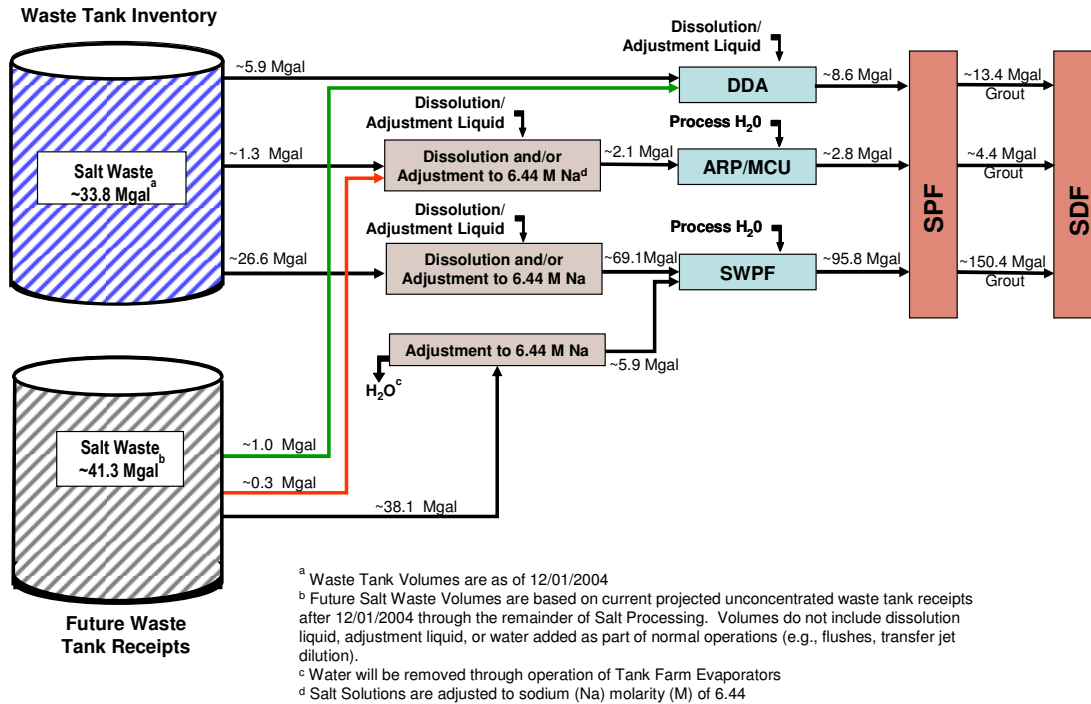 Waste Tank Inventory
Salt Waste
~33.8 Mgal^a
~5.9 Mgal
~1.3 Mgal
~26.6 Mgal
Dissolution/
Adjustment Liquid
DDA
~8.6 Mgal
~13.4 Mgal
Grout
Dissolution/
Adjustment Liquid
Dissolution and/or
Adjustment to 6.44 M Na^d
~2.1 Mgal
Process H₂0
ARP/MCU
~2.8 Mgal
~4.4 Mgal
Grout
Dissolution/
Adjustment Liquid
Dissolution and/or
Adjustment to 6.44 M Na
~69.1Mgal
Process H₂0
SWPF
~95.8 Mgal
~150.4 Mgal
Grout
SPF
SDF
Adjustment to 6.44 M Na
~5.9 Mgal
H₂O^c
Salt Waste
~41.3 Mgal^b
~1.0 Mgal
~0.3 Mgal
~38.1 Mgal
Future Waste
Tank Receipts
^a Waste Tank Volumes are as of 12/01/2004
^b Future Salt Waste Volumes are based on current projected unconcentrated waste tank receipts
after 12/01/2004 through the remainder of Salt Processing. Volumes do not include dissolution
liquid, adjustment liquid, or water added as part of normal operations (e.g., flushes, transfer jet
dilution).
^c Water will be removed through operation of Tank Farm Evaporators
^d Salt Solutions are adjusted to sodium (Na) molarity (M) of 6.44